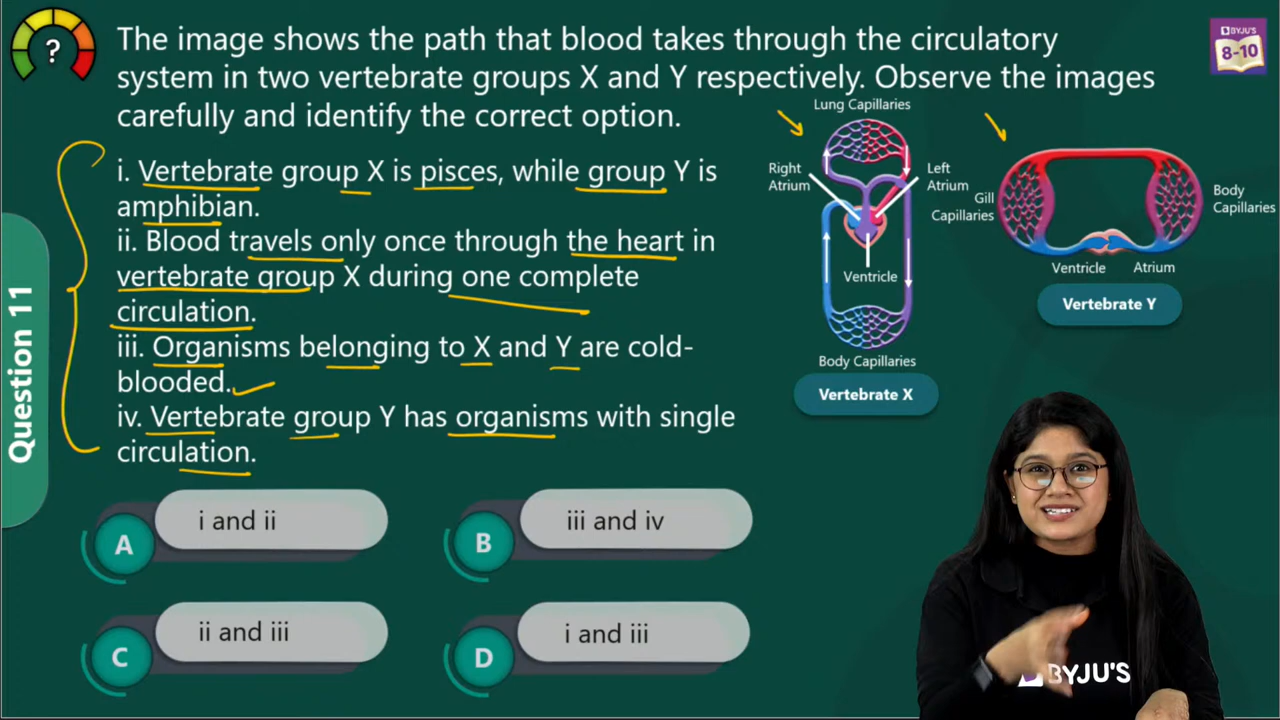 ?
The image shows the path that blood takes through the circulatory
system in two vertebrate groups X and Y respectively. Observe the images
carefully and identify the correct option.
BYJU'S
8-10
i. Vertebrate group X is pisces, while group Y is
amphibian.
ii. Blood travels only once through the heart in
vertebrate group X during one complete
circulation.
iii. Organisms belonging to X and Y are cold-
blooded.
iv. Vertebrate group Y has organisms with single
circulation.
Lung Capillaries
Right
Atrium
Left
Atrium
Ventricle
Body Capillaries
Vertebrate X
Gill
Capillaries
Body
Capillaries
Ventricle
Atrium
Vertebrate Y
Question 11
A
i and ii
B
iii and iv
C
ii and iii
D
i and iii
BYJU'S